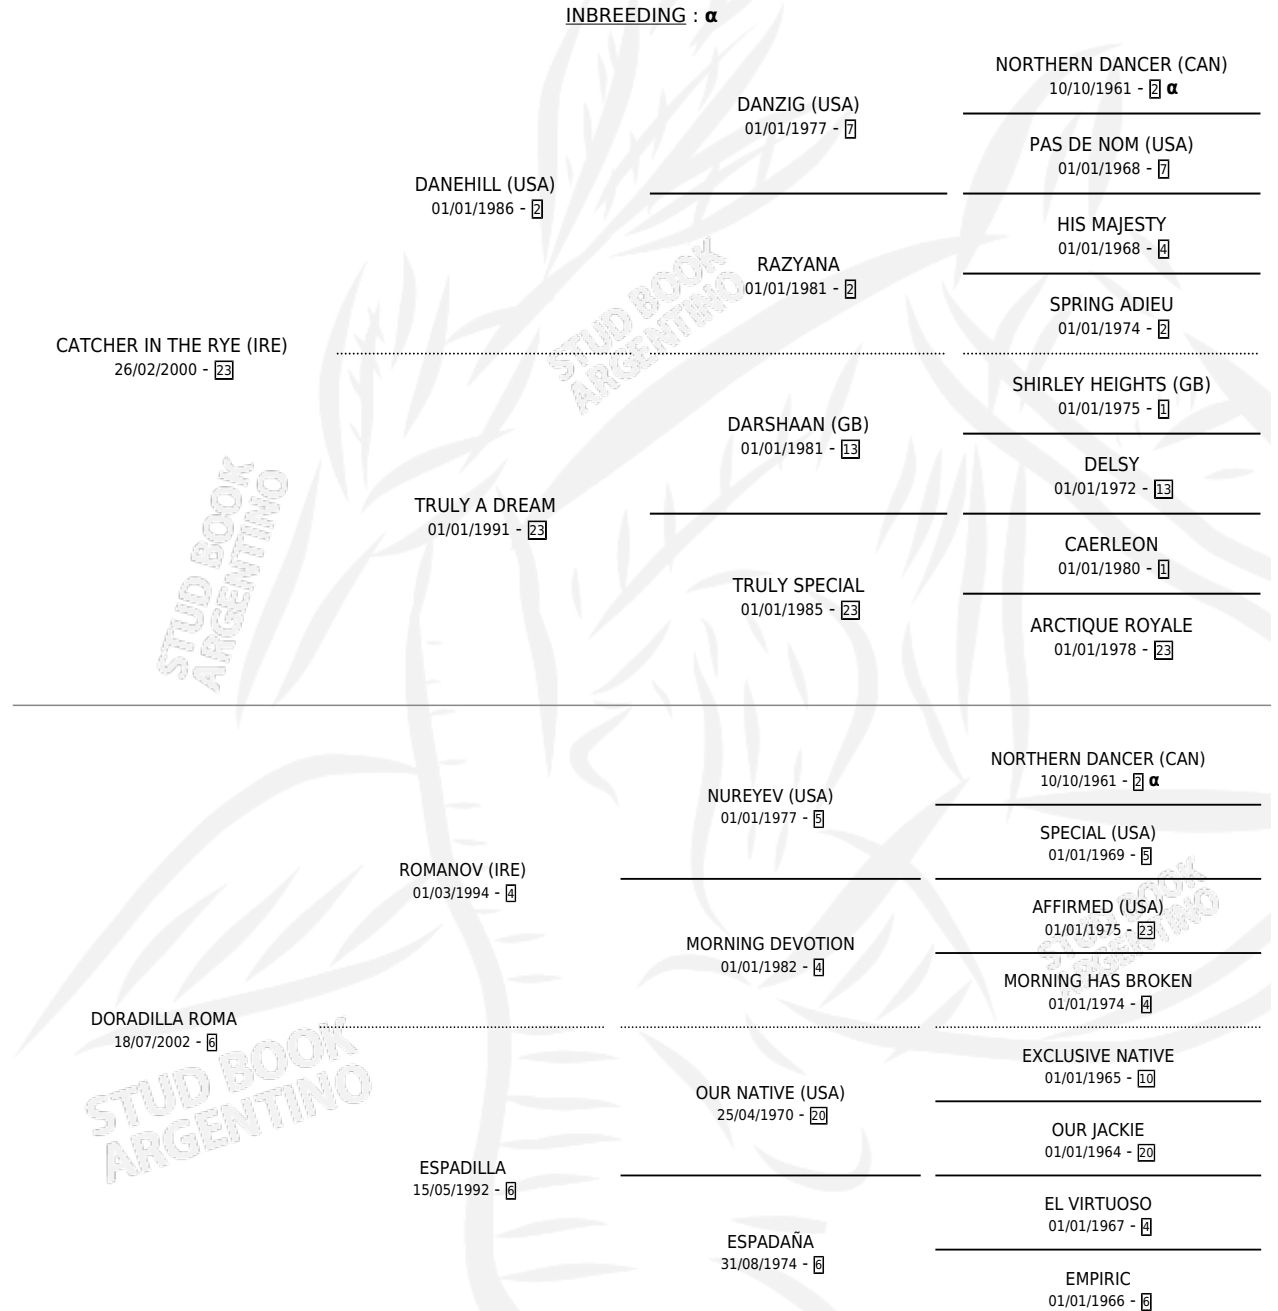 INBREEDING : α
NORTHERN DANCER (CAN)
10/10/1961 - 2 α
DANZIG (USA)
01/01/1977 - 7
PAS DE NOM (USA)
01/01/1968 - 7
DANEHILL (USA)
01/01/1986 - 2
HIS MAJESTY
01/01/1968 - 4
RAZYANA
01/01/1981 - 2
SPRING ADIEU
01/01/1974 - 2
CATCHER IN THE RYE (IRE)
26/02/2000 - 23
SHIRLEY HEIGHTS (GB)
01/01/1975 - 1
DARSHAAN (GB)
01/01/1981 - 13
DELSY
01/01/1972 - 13
TRULY A DREAM
01/01/1991 - 23
CAERLEON
01/01/1980 - 1
TRULY SPECIAL
01/01/1985 - 23
ARCTIQUE ROYALE
01/01/1978 - 23
NORTHERN DANCER (CAN)
10/10/1961 - 2 α
NUREYEV (USA)
01/01/1977 - 5
SPECIAL (USA)
01/01/1969 - 5
ROMANOV (IRE)
01/03/1994 - 4
AFFIRMED (USA)
01/01/1975 - 23
MORNING DEVOTION
01/01/1982 - 4
MORNING HAS BROKEN
01/01/1974 - 4
DORADILLA ROMA
18/07/2002 - 6
EXCLUSIVE NATIVE
01/01/1965 - 10
OUR NATIVE (USA)
25/04/1970 - 20
OUR JACKIE
01/01/1964 - 20
ESPADILLA
15/05/1992 - 6
EL VIRTUOSO
01/01/1967 - 4
ESPADAÑA
31/08/1974 - 6
EMPIRIC
01/01/1966 - 6
STUD BOOK
ARGENTINO
STUD BOOK
ARGENTINO
STUD BOOK
ARGENTINO
STUD BOOK
ARGENTINO